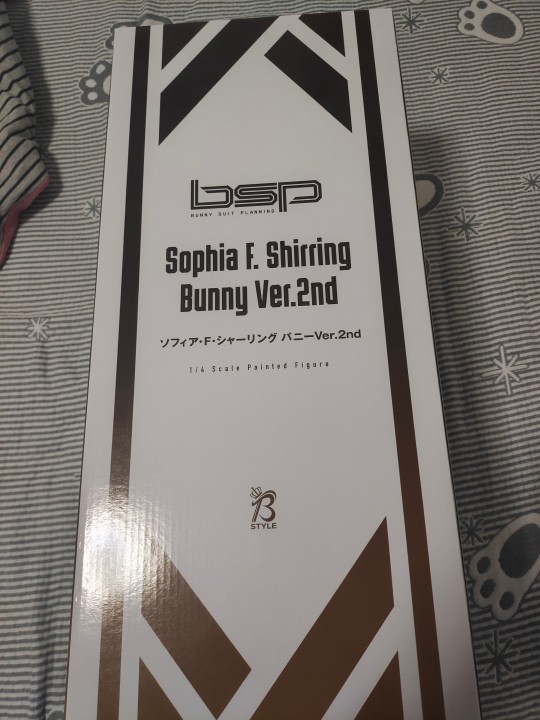 bsp
BUNNY SUIT PLANNING
Sophia F. Shirring
Bunny Ver.2nd
ソフィア・F・シャーリング バニーVer.2nd
1/4 Scale Painted Figure
B
STYLE